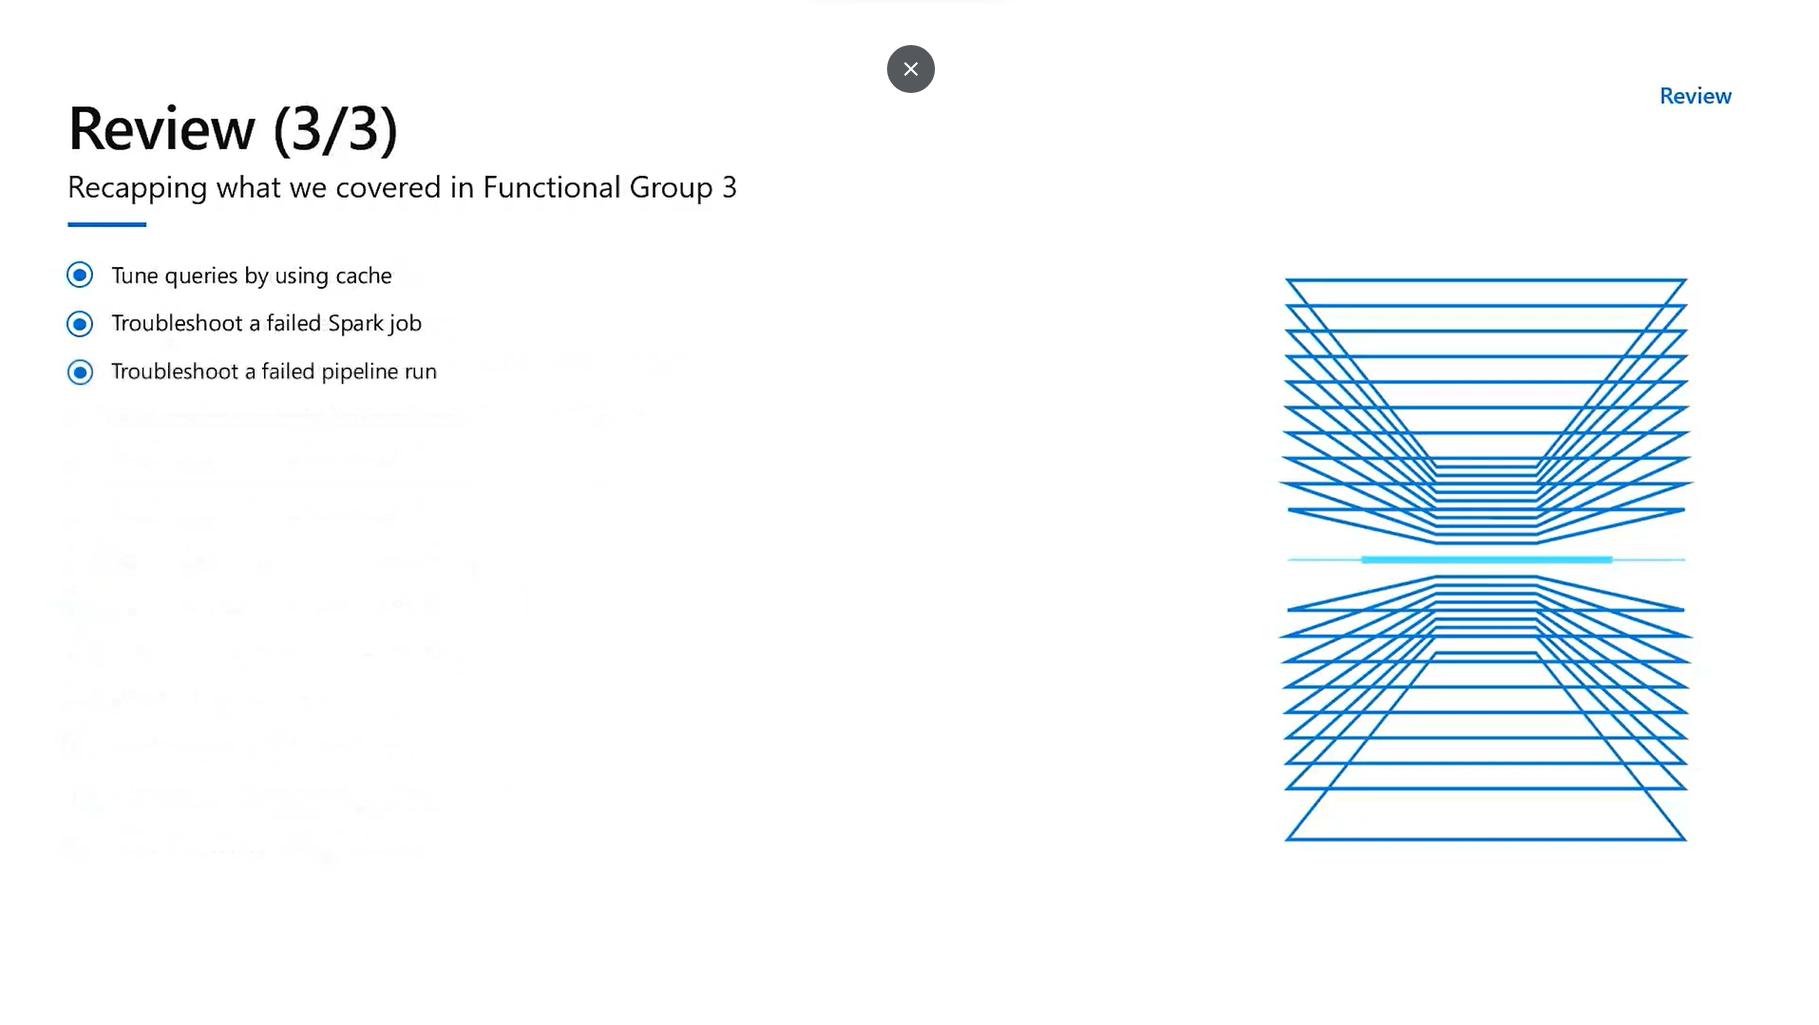 Review
Review (3/3)
Recapping what we covered in Functional Group 3
Tune queries by using cache
Troubleshoot a failed Spark job
Troubleshoot a failed pipeline run